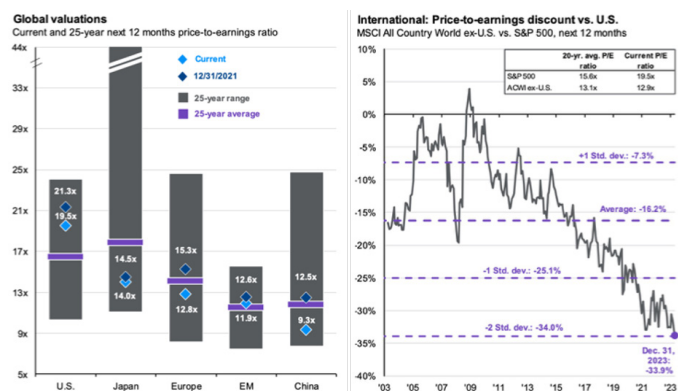 Global valuations
Current and 25-year next 12 months price-to-earnings ratio
44x
33x
29x
25x
21x
17x
13x
9x
5x
Current
12/31/2021
25-year range
25-year average
21.3x
19.5x
14.5x
14.0x
15.3x
12.8x
12.6x
11.9x
12.5x
9.3x
U.S.
Japan
Europe
EM
China
International: Price-to-earnings discount vs. U.S.
MSCI All Country World ex-U.S. vs. S&P 500, next 12 months
10%
5%
0%
-5%
-10%
-15%
-20%
-25%
-30%
-35%
-40%
20-yr. avg. P/E ratio
Current P/E ratio
S&P 500 15.6x 19.5x
ACWI ex-U.S. 13.1x 12.9x
+1 Std. dev.: -7.3%
Average: -16.2%
-1 Std. dev.: -25.1%
-2 Std. dev.: -34.0%
Dec. 31,
2023:
-33.9%
'03 '05 '07 '09 '11 '13 '15 '17 '19 '21 '23